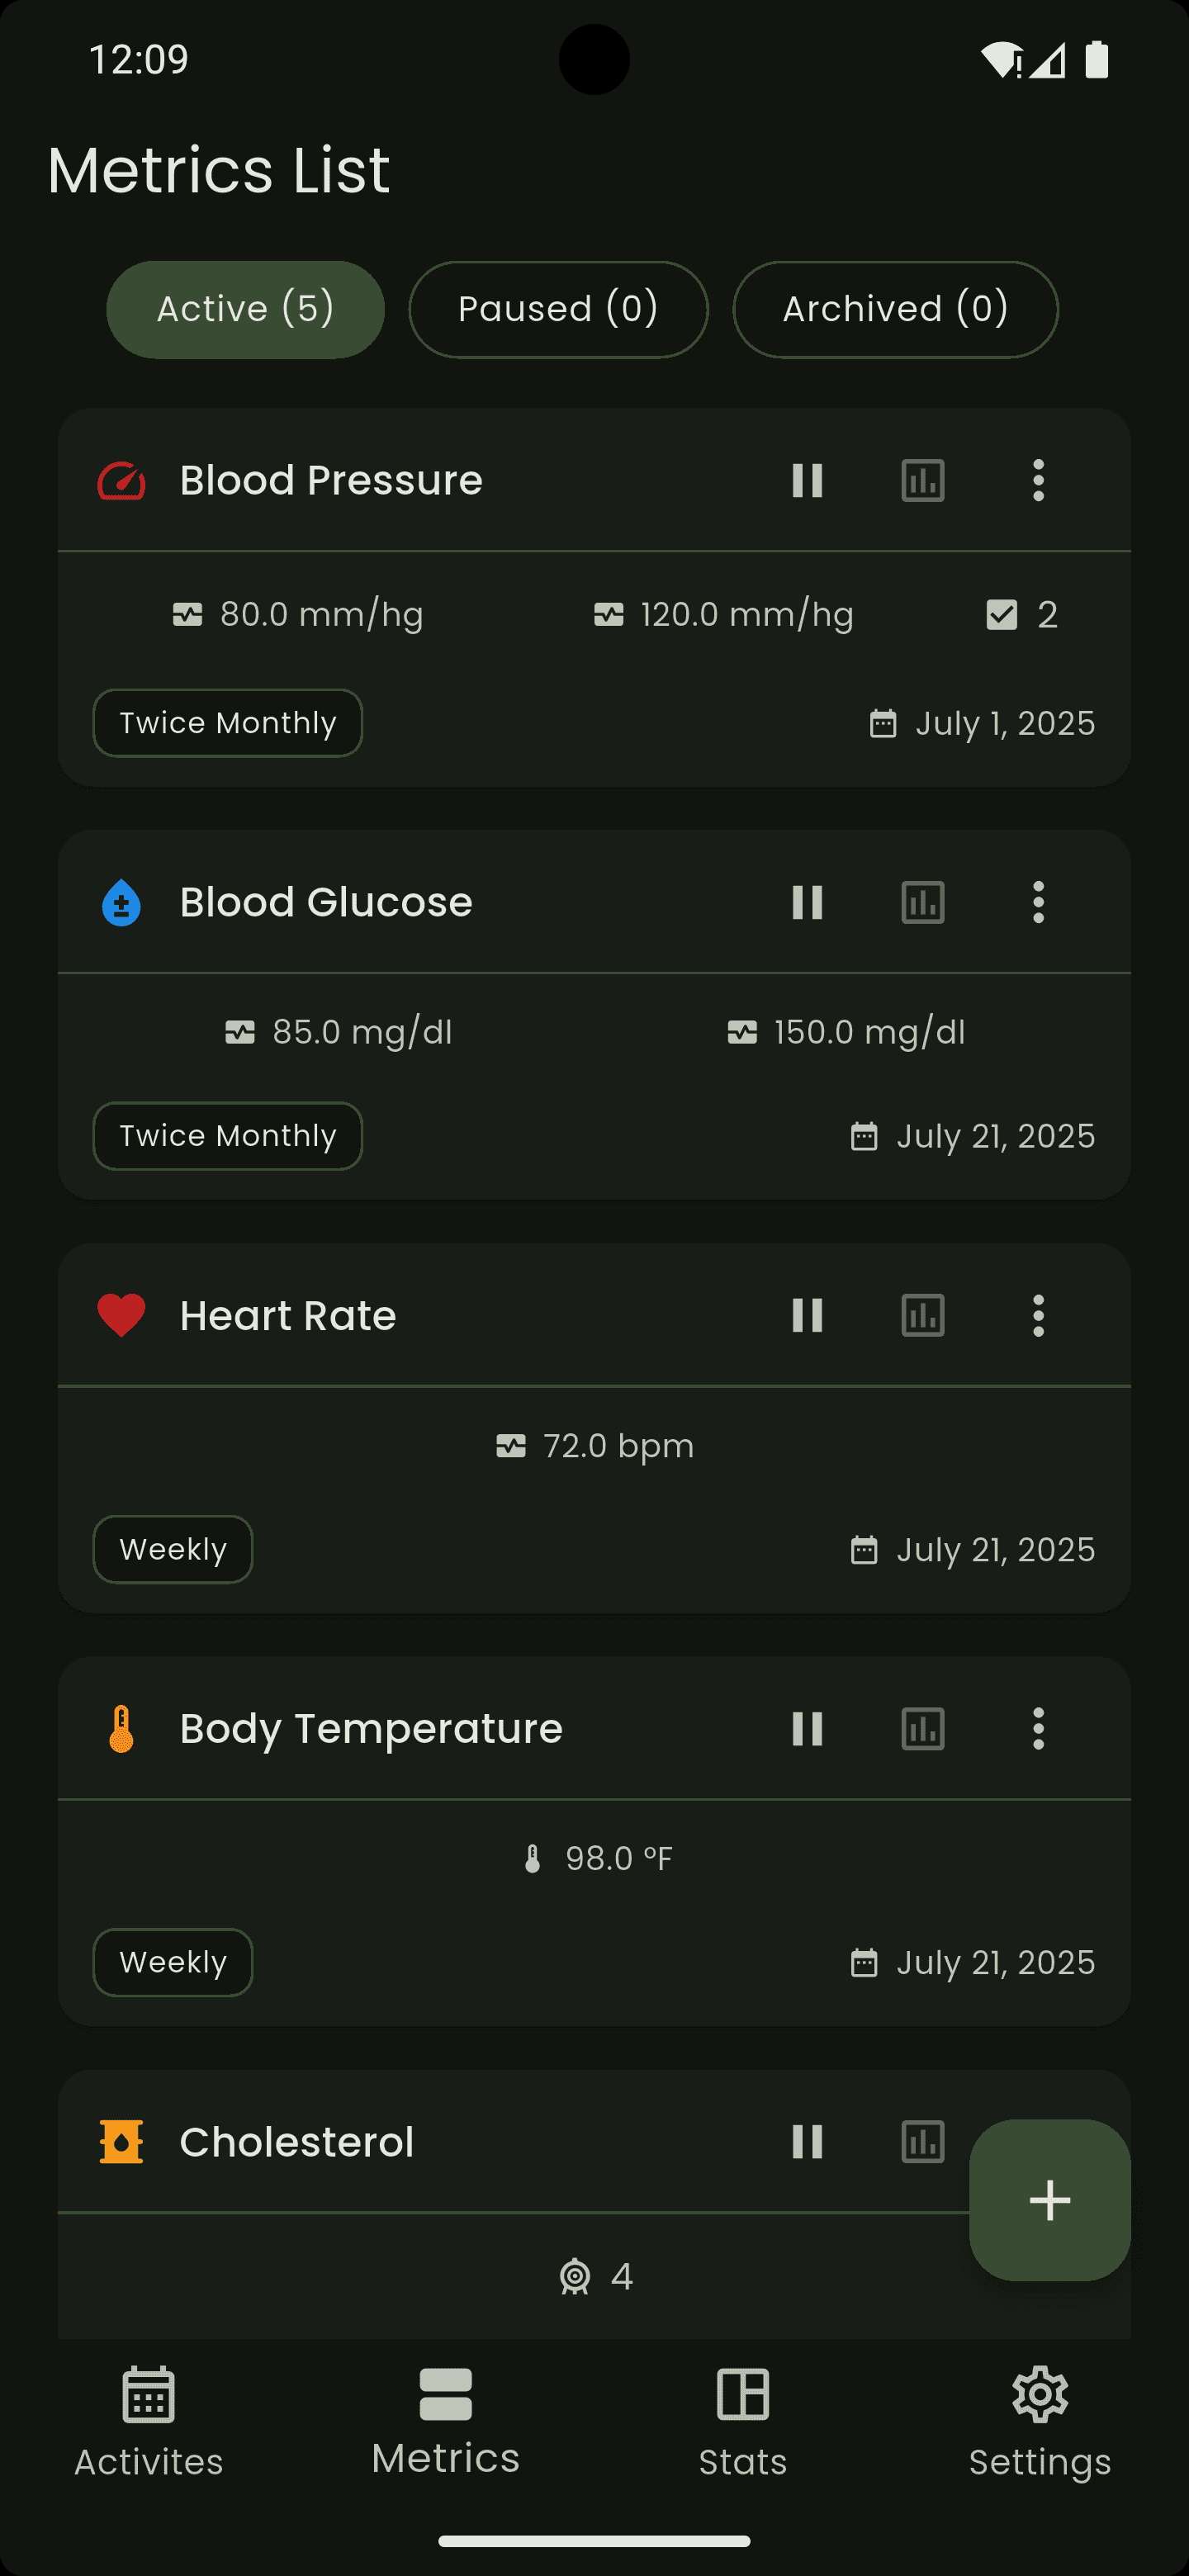 12:09
Metrics List
Active (5) Paused (0) Archived (0)
Blood Pressure
80.0 mm/hg 120.0 mm/hg 2
Twice Monthly July 1, 2025
Blood Glucose
85.0 mg/dl 150.0 mg/dl
Twice Monthly July 21, 2025
Heart Rate
72.0 bpm
Weekly July 21, 2025
Body Temperature
98.0 °F
Weekly July 21, 2025
Cholesterol
4
Activites Metrics Stats Settings